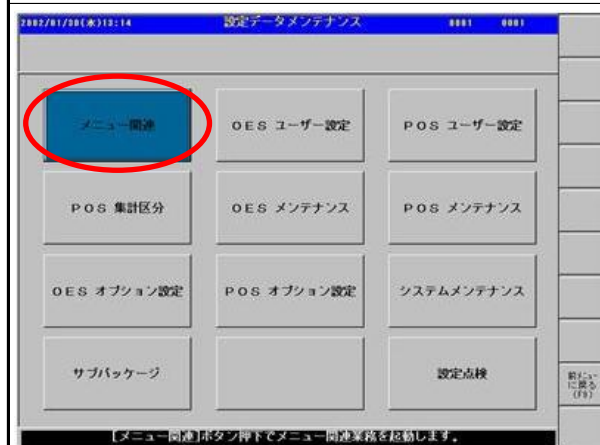 2002/01/30(水)13:14 設定データメンテナンス 0001 0001
メニュー関連 OES ユーザー設定 POS ユーザー設定
POS 集計区分 OES メンテナンス POS メンテナンス
OES オプション設定 POS オプション設定 システムメンテナンス
サブパッケージ 設定点検
前メニュー
に戻る
(F8)
[メニュー関連]ボタン押下でメニュー関連業務を起動します。